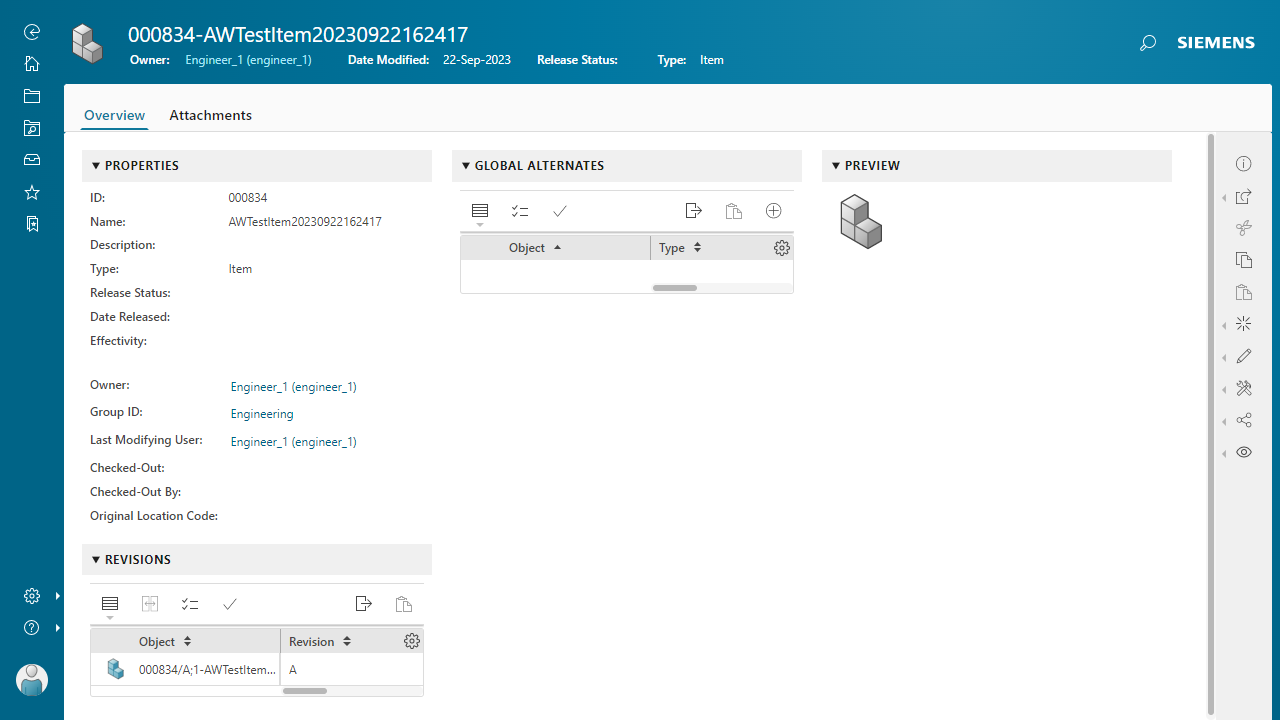 000834-AWTestItem20230922162417
Owner: Engineer_1 (engineer_1) Date Modified: 22-Sep-2023 Release Status: Type: Item
SIEMENS
Overview Attachments
PROPERTIES
ID: 000834
Name: AWTestItem20230922162417
Description:
Type: Item
Release Status:
Date Released:
Effectivity:
Owner: Engineer_1 (engineer_1)
Group ID: Engineering
Last Modifying User: Engineer_1 (engineer_1)
Checked-Out:
Checked-Out By:
Original Location Code:
REVISIONS
Object Revision
000834/A;1-AWTestItem... A
GLOBAL ALTERNATES
Object Type
PREVIEW